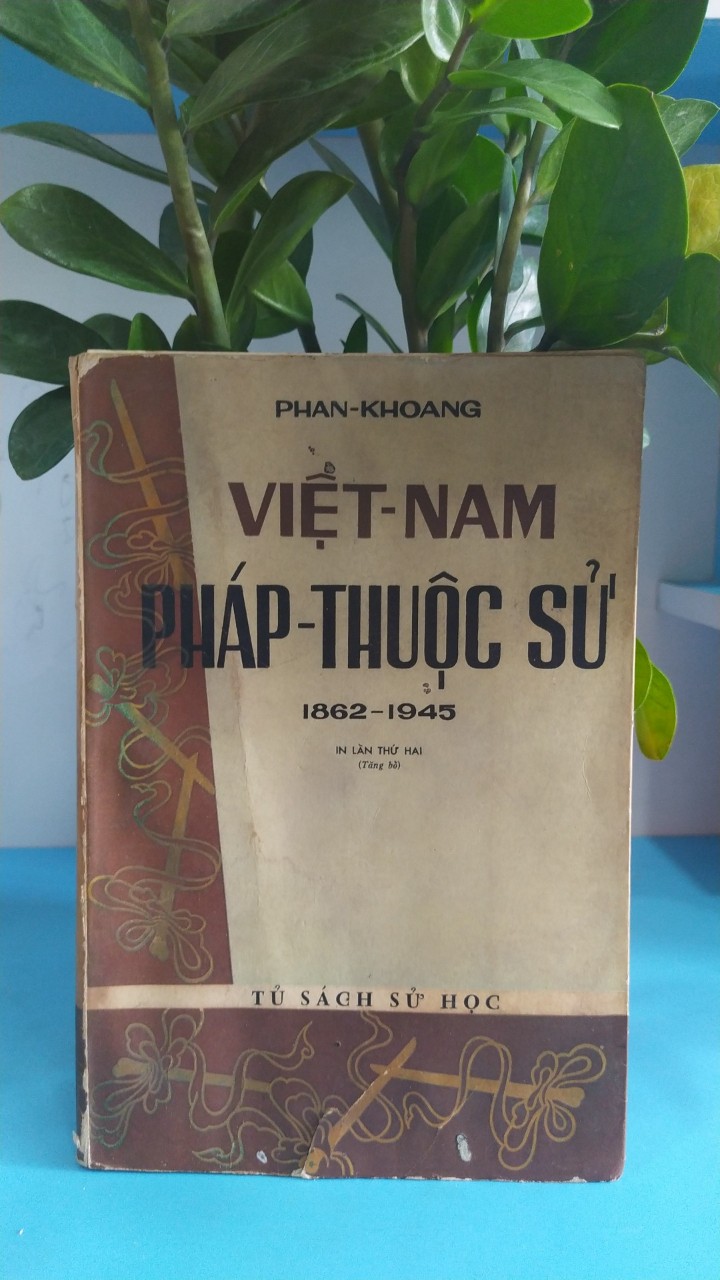 PHAN-KHOANG
VIỆT-NAM
PHÁP-THUỘC SỬ
1862-1945
IN LẦN THỨ HAI
(Tăng bổ)
TỦ SÁCH SỬ HỌC